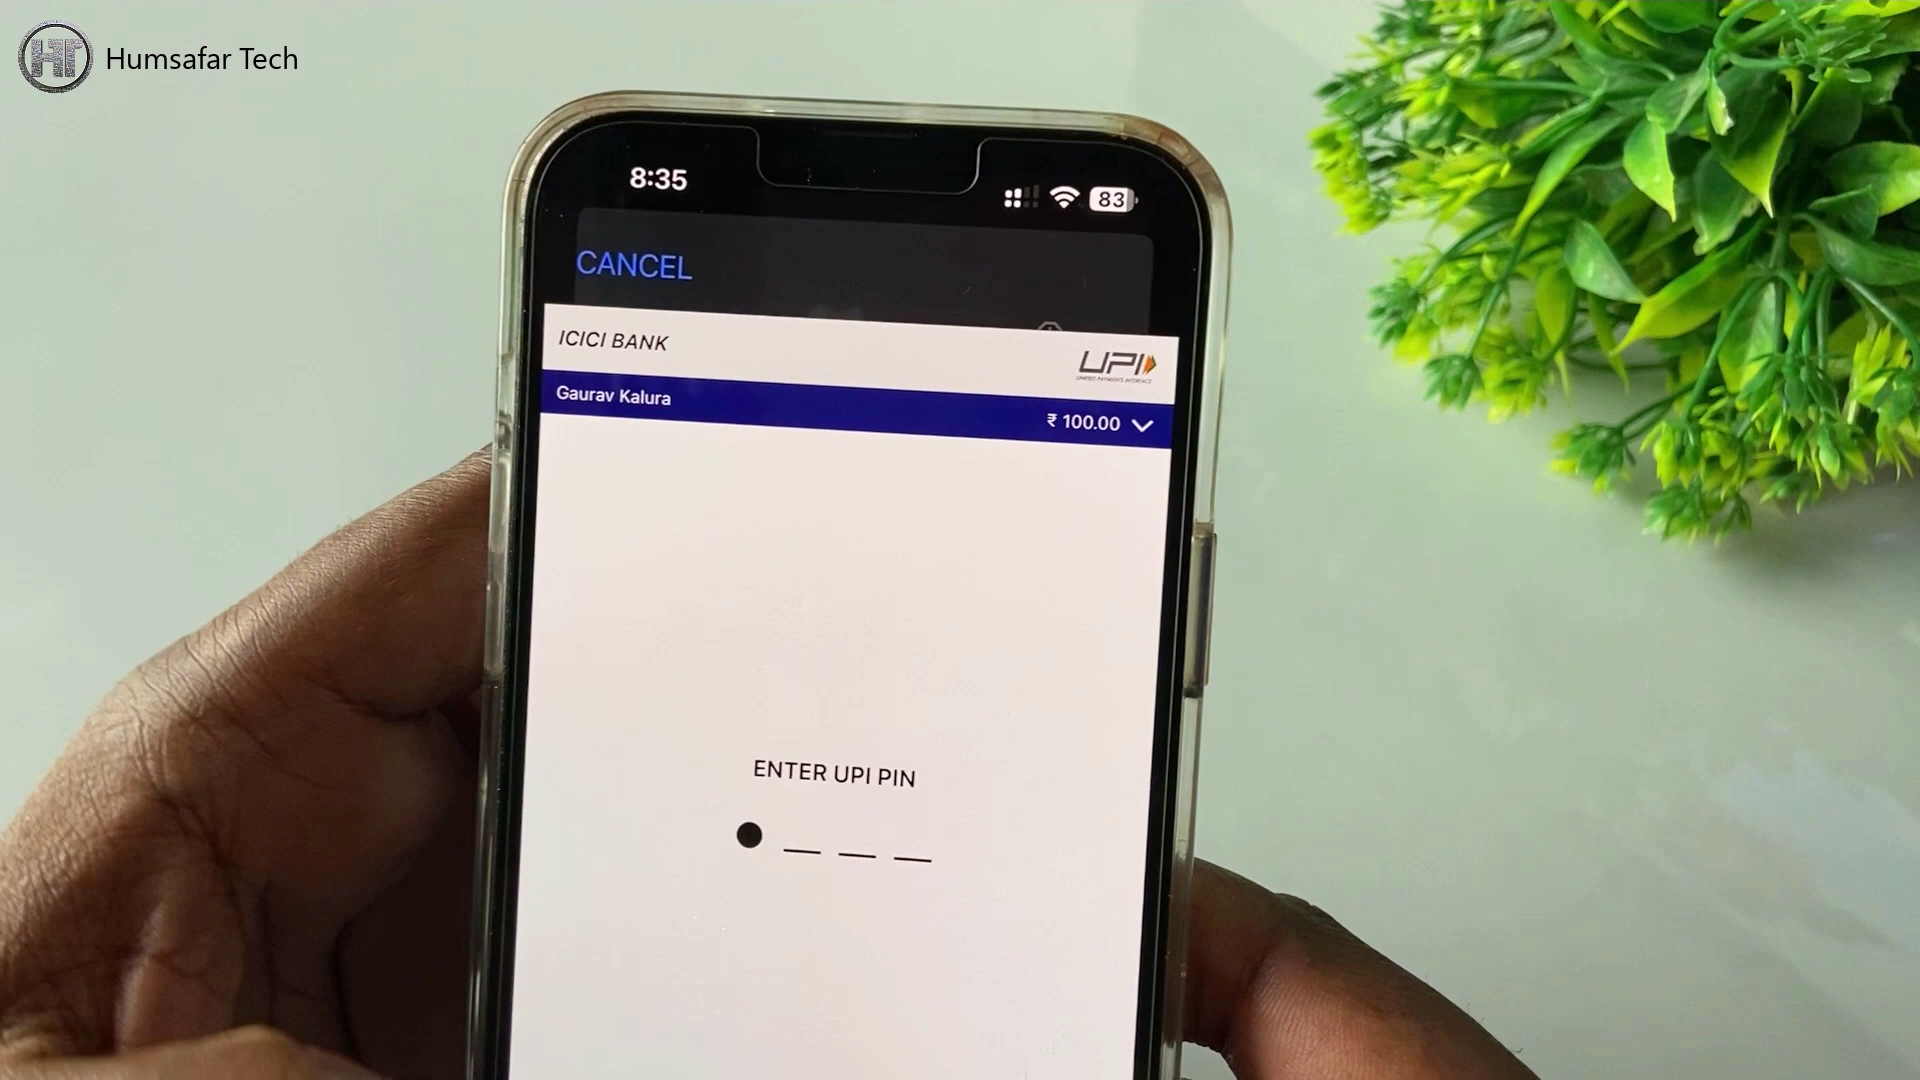 HT Humsafar Tech
8:35
83
CANCEL
ICICI BANK
UPI
UNIFIED PAYMENTS INTERFACE
Gaurav Kalura
₹ 100.00
ENTER UPI PIN